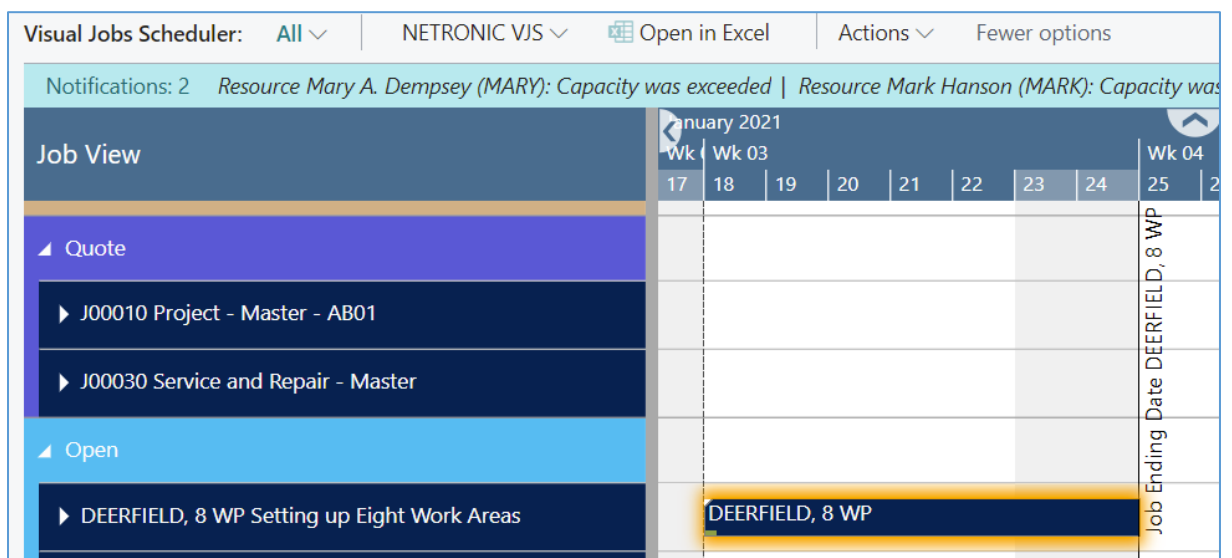 Visual Jobs Scheduler: All NETRONIC VJS Open in Excel Actions Fewer options
Notifications: 2 Resource Mary A. Dempsey (MARY): Capacity was exceeded | Resource Mark Hanson (MARK): Capacity was
Job View
January 2021
Wk Wk 03 Wk 04
17 18 19 20 21 22 23 24 25 2
Quote
J00010 Project - Master - AB01
J00030 Service and Repair - Master
Open
DEERFIELD, 8 WP Setting up Eight Work Areas
DEERFIELD, 8 WP
Job Ending Date DEERFIELD, 8 WP